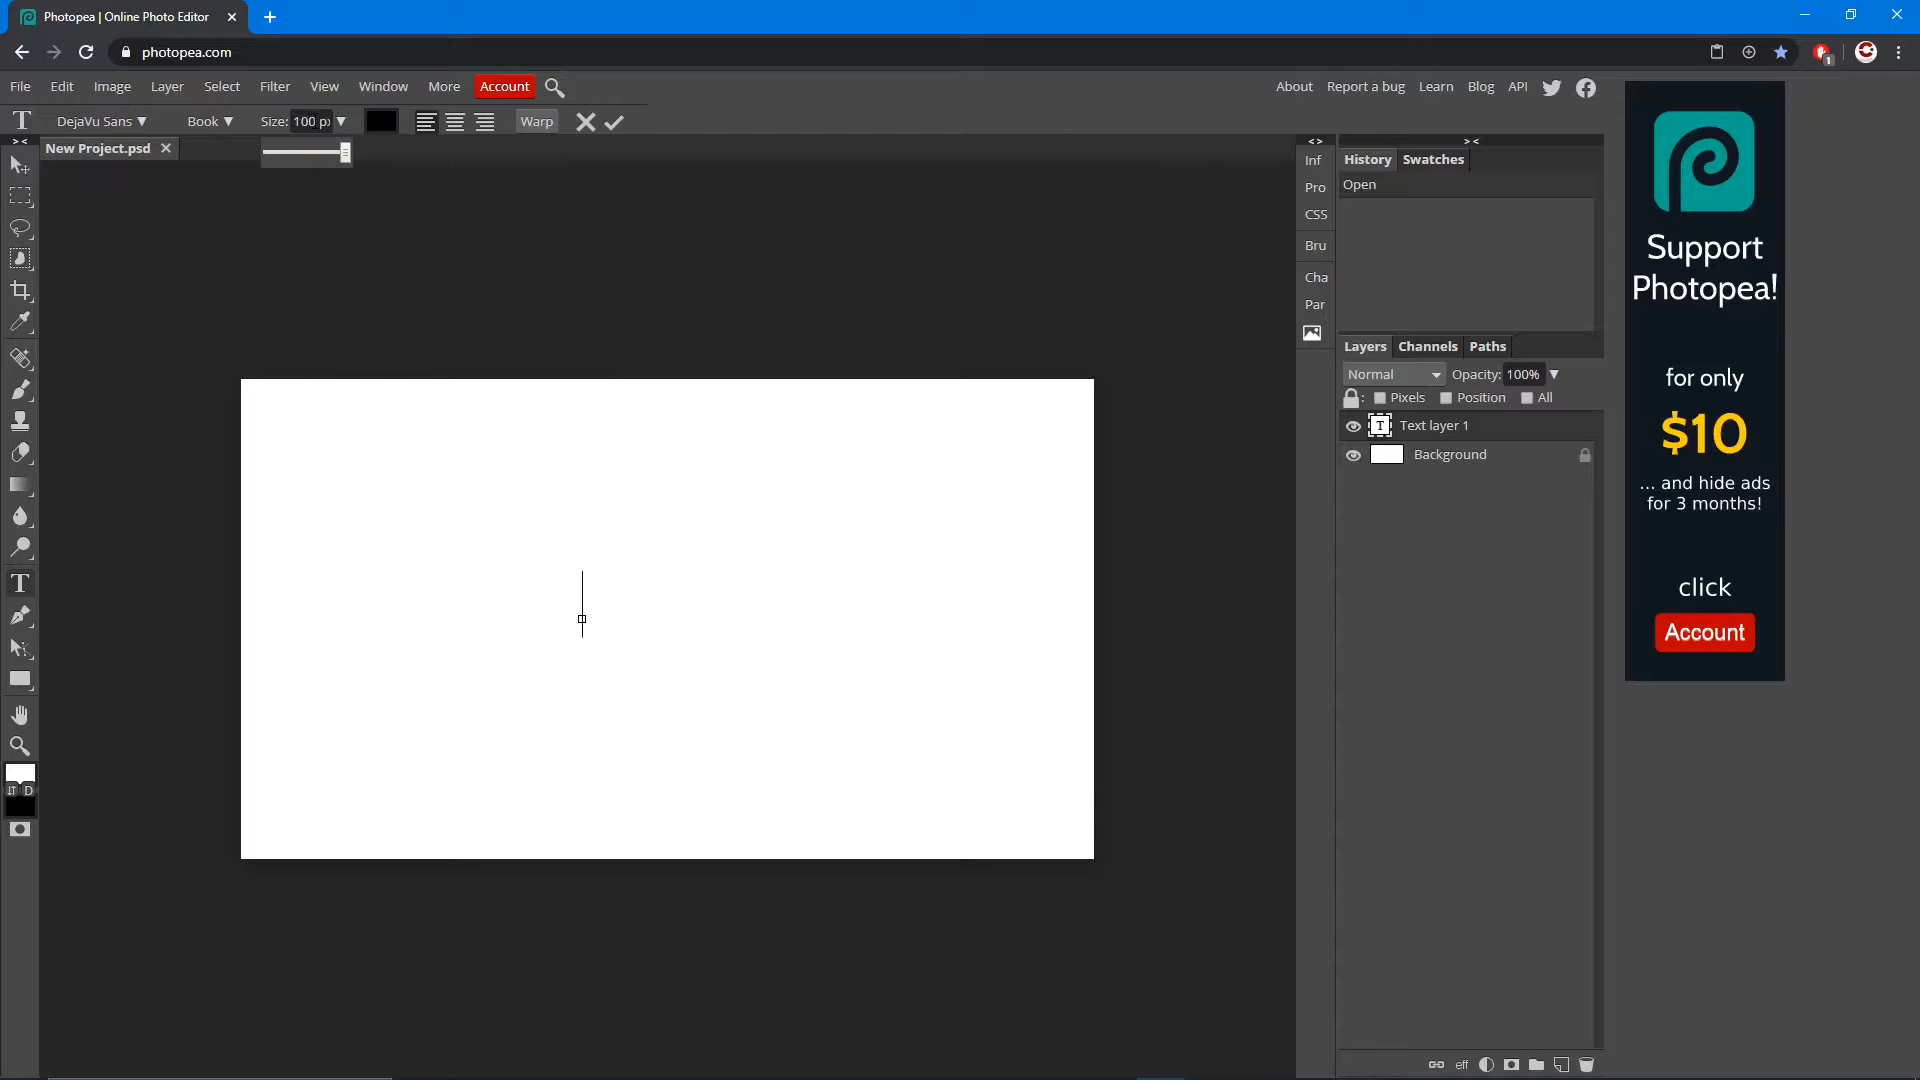 Photopea | Online Photo Editor
photopea.com
1
File Edit Image Layer Select Filter View Window More Account
About Report a bug Learn Blog API
T DejaVu Sans Book Size: 100 px Warp
New Project.psd
Inf
Pro
CSS
Bru
Cha
Par
History Swatches
Open
Layers Channels Paths
Normal Opacity: 100%
: Pixels Position All
T Text layer 1
Background
T
D
eff
Support
Photopea!
for only
$10
... and hide ads
for 3 months!
click
Account